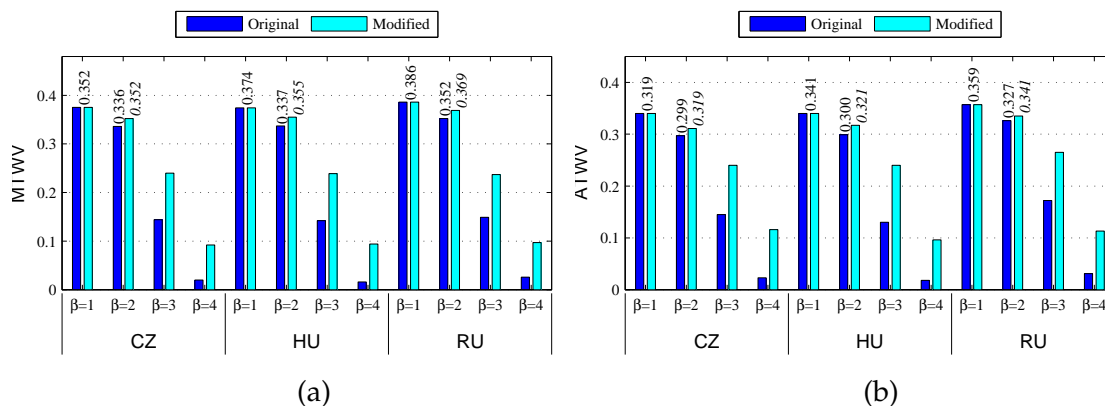 Original Modified
0.352 0.336 0.352 0.374 0.337 0.355 0.386 0.352 0.369
MTWV
0.4
0.3
0.2
0.1
0
β=1 β=2 β=3 β=4 β=1 β=2 β=3 β=4 β=1 β=2 β=3 β=4
CZ HU RU
(a)
Original Modified
0.319 0.299 0.319 0.341 0.300 0.321 0.359 0.327 0.341
ATWV
0.4
0.3
0.2
0.1
0
β=1 β=2 β=3 β=4 β=1 β=2 β=3 β=4 β=1 β=2 β=3 β=4
CZ HU RU
(b)